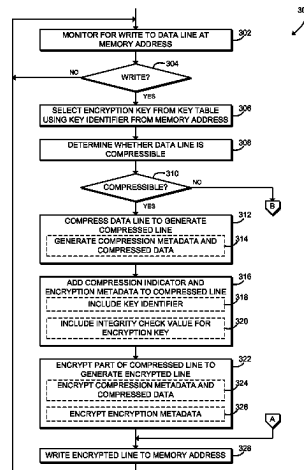 30
MONITOR FOR WRITE TO DATA LINE AT
MEMORY ADDRESS
302
304
NO
WRITE?
YES
SELECT ENCRYPTION KEY FROM KEY TABLE
USING KEY IDENTIFIER FROM MEMORY ADDRESS
306
DETERMINE WHETHER DATA LINE IS
COMPRESSIBLE
308
310
COMPRESSIBLE?
NO
YES
B
COMPRESS DATA LINE TO GENERATE
COMPRESSED LINE
312
GENERATE COMPRESSION METADATA AND
COMPRESSED DATA
314
ADD COMPRESSION INDICATOR AND
ENCRYPTION METADATA TO COMPRESSED LINE
316
INCLUDE KEY IDENTIFIER
318
INCLUDE INTEGRITY CHECK VALUE FOR
ENCRYPTION KEY
320
ENCRYPT PART OF COMPRESSED LINE TO
GENERATE ENCRYPTED LINE
322
ENCRYPT COMPRESSION METADATA AND
COMPRESSED DATA
324
ENCRYPT ENCRYPTION METADATA
326
A
WRITE ENCRYPTED LINE TO MEMORY ADDRESS
328